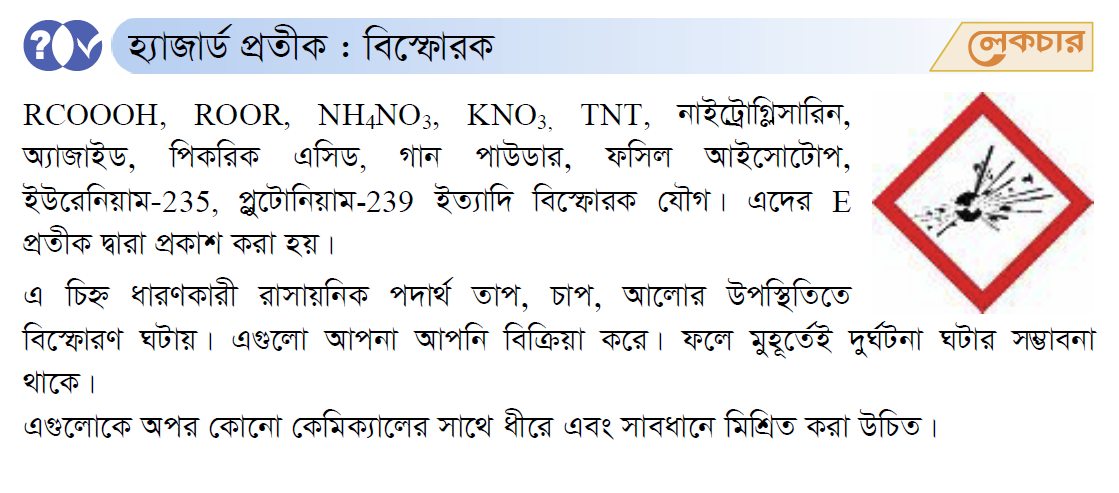 হ্যাজার্ড প্রতীক : বিস্ফোরক
লেকচার
RCOOOH, ROOR, NH₄NO₃, KNO₃, TNT, নাইট্রোগ্লিসারিন,
অ্যাজাইড, পিকরিক এসিড, গান পাউডার, ফসিল আইসোটোপ,
ইউরেনিয়াম-235, প্লুটোনিয়াম-239 ইত্যাদি বিস্ফোরক যৌগ। এদের E
প্রতীক দ্বারা প্রকাশ করা হয়।
এ চিহ্ন ধারণকারী রাসায়নিক পদার্থ তাপ, চাপ, আলোর উপস্থিতিতে
বিস্ফোরণ ঘটায়। এগুলো আপনা আপনি বিক্রিয়া করে। ফলে মুহূর্তেই দুর্ঘটনা ঘটার সম্ভাবনা
থাকে।
এগুলোকে অপর কোনো কেমিক্যালের সাথে ধীরে এবং সাবধানে মিশ্রিত করা উচিত।